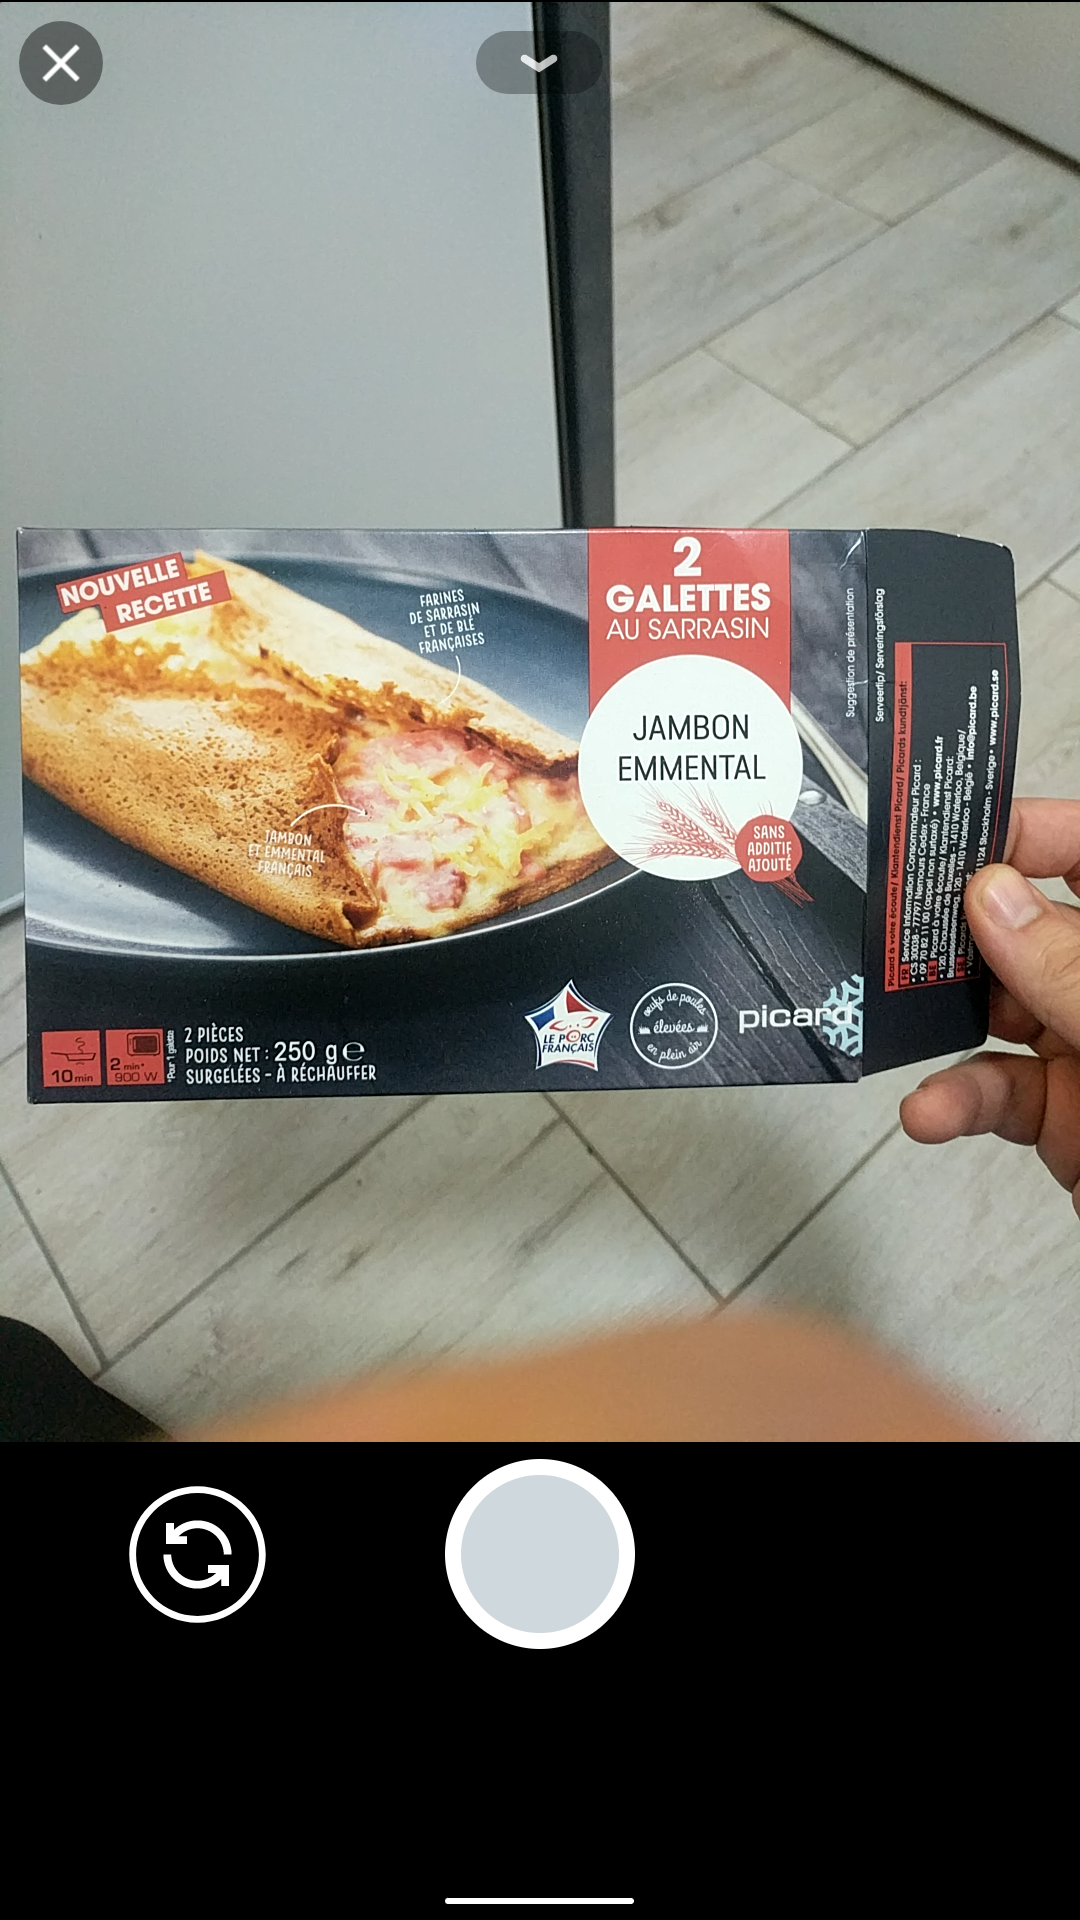 NOUVELLE
RECETTE
FARINES
DE SARRASIN
ET DE BLÉ
FRANÇAISES
JAMBON
ET EMMENTAL
FRANÇAIS
2
GALETTES
AU SARRASIN
JAMBON
EMMENTAL
SANS
ADDITIF
AJOUTÉ
10 min
2 min*
900 W
*Pour 1 galette
2 PIÈCES
POIDS NET : 250 g e
SURGELÉES - À RÉCHAUFFER
LE PORC
FRANÇAIS
œufs de poules
élevées
en plein air
picard
Suggestion de présentation
Serveertip/ Serveringsförslag
Picard à votre écoute/ Klantendienst Picard/ Picards kundtjänst:
FR Service Information Consommateur Picard :
• CS 30038 - 77797 Nemours Cedex - France
• 09 70 82 11 00 (appel non surtaxé) • www.picard.fr
BE Picard à votre écoute/ Klantendienst Picard:
• 120, Chaussée de Bruxelles - 1410 Waterloo, Belgique/
Brusselsesteenweg, 120 - 1410 Waterloo - België • info@picard.be
SE Picards
1124 Stockholm - Sverige • www.picard.se